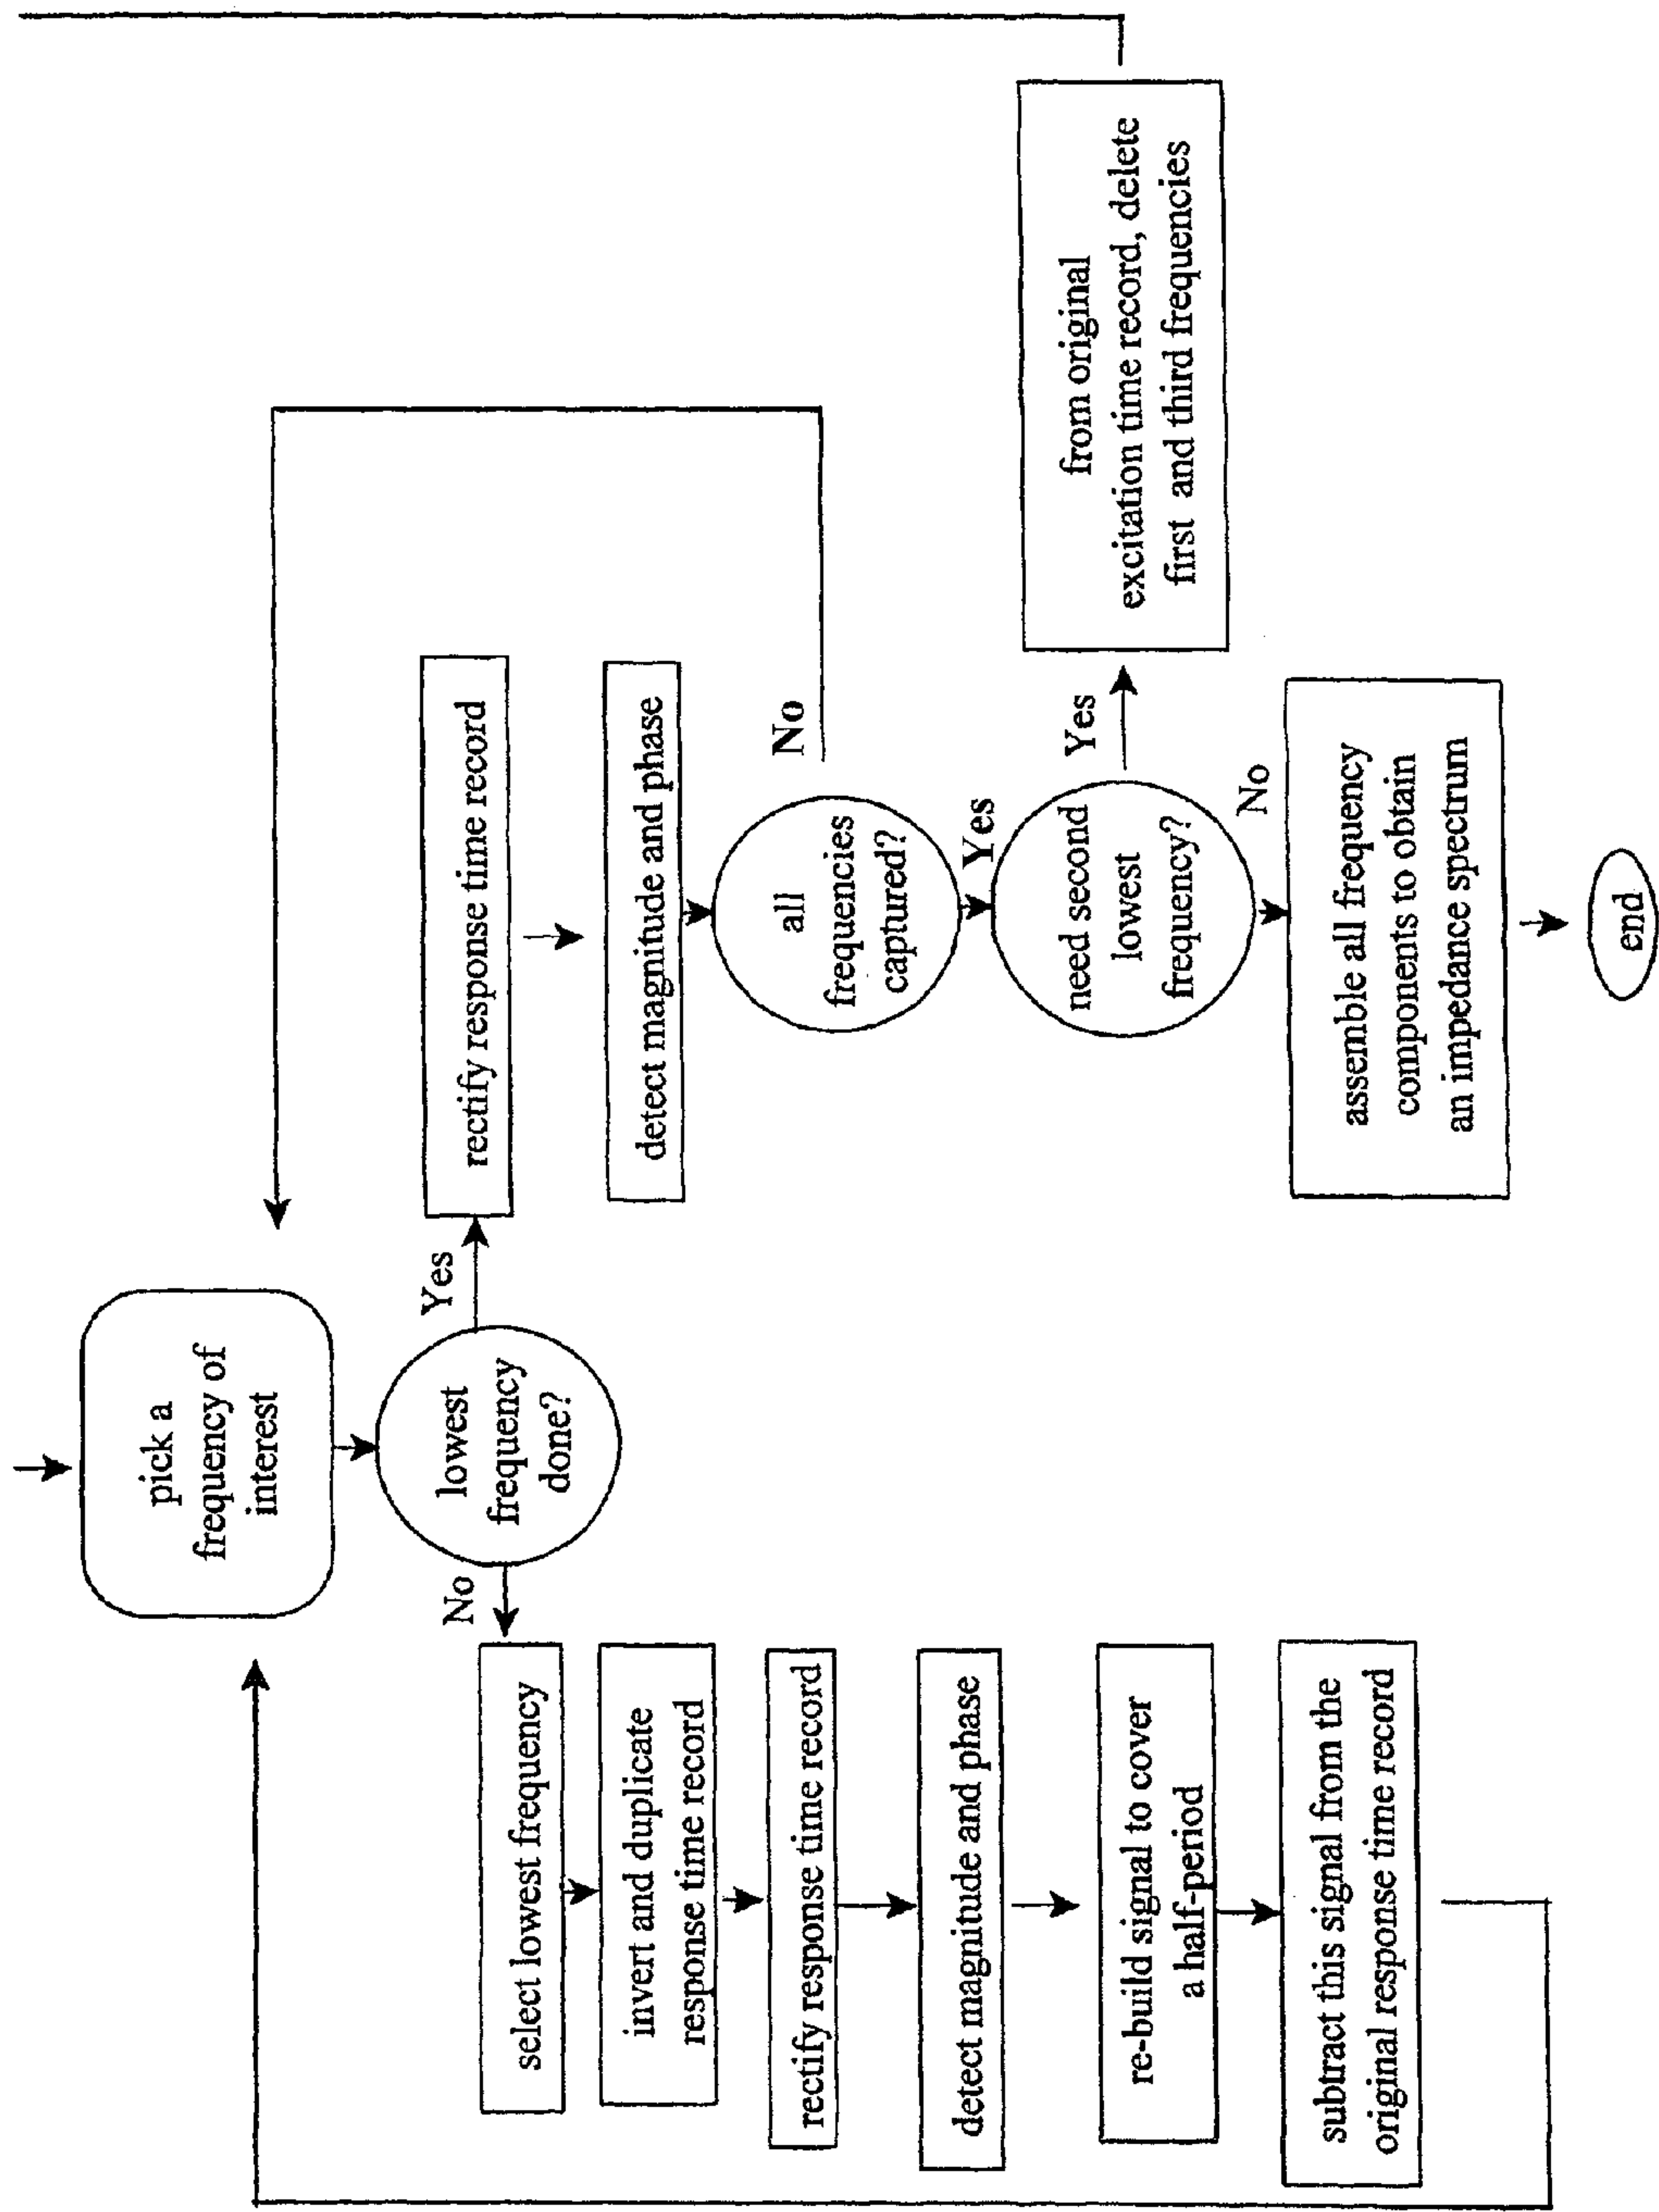 pick a
frequency of
interest
lowest
frequency
done?
No
select lowest frequency
invert and duplicate
response time record
rectify response time record
detect magnitude and phase
re-build signal to cover
a half-period
subtract this signal from the
original response time record
Yes
rectify response time record
detect magnitude and phase
all
frequencies
captured?
No
Yes
need second
lowest
frequency?
Yes
from original
excitation time record, delete
first and third frequencies
No
assemble all frequency
components to obtain
an impedance spectrum
end